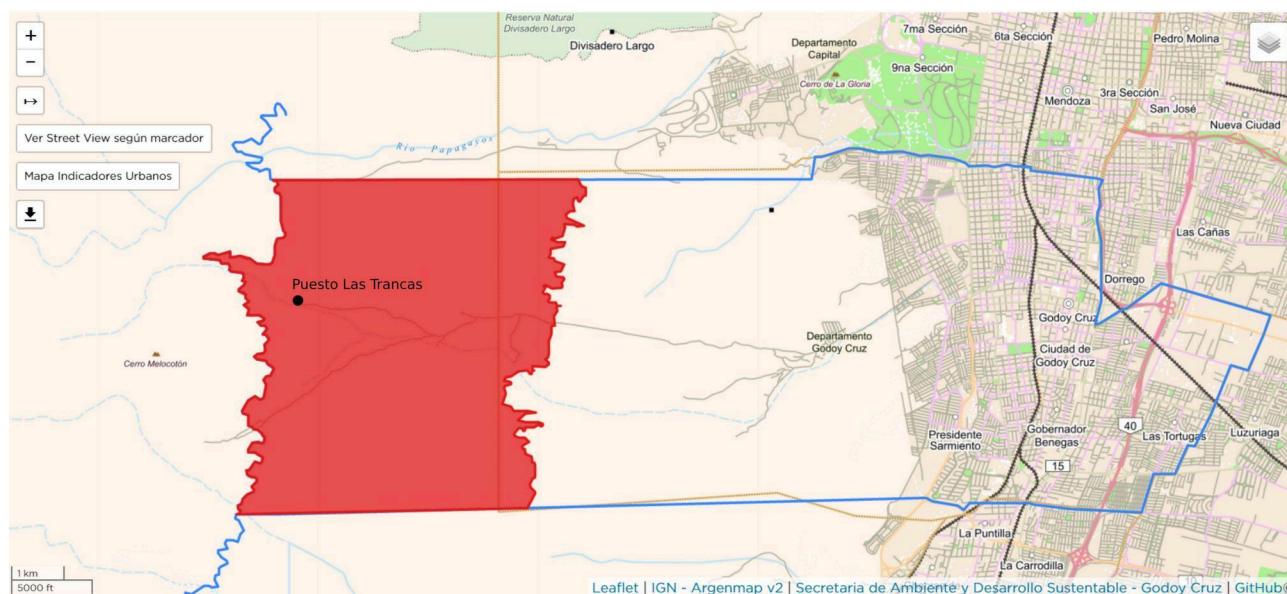 +
−
↦
Ver Street View según marcador
Mapa Indicadores Urbanos
Reserva Natural
Divisadero Largo
Divisadero Largo
Departamento
Capital
Cerro de La Gloria
7ma Sección
6ta Sección
Pedro Molina
9na Sección
3ra Sección
Mendoza
San José
Nueva Ciudad
Río Papagayos
Las Cañas
Puesto Las Trancas
Dorrego
Godoy Cruz
Departamento
Godoy Cruz
Ciudad de
Godoy Cruz
Cerro Melocotón
Gobernador
Benegas
40
Presidente
Sarmiento
Las Tortugas
Luzuriaga
15
La Puntilla
La Carrodilla
1 km
5000 ft
Leaflet | IGN - Argenmap v2 | Secretaria de Ambiente y Desarrollo Sustentable - Godoy Cruz | GitHub